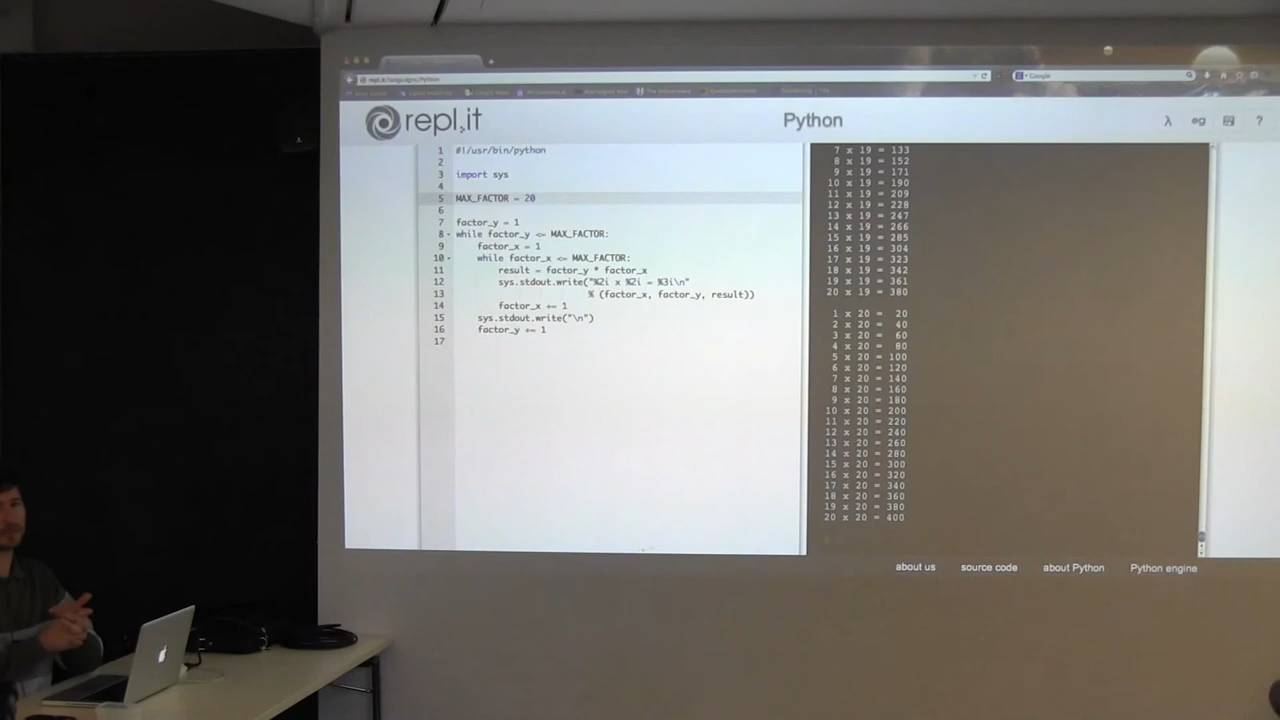 repl.it/languages/Python
Google
repl.it
Python
λ
eg
?
1 #!/usr/bin/python
2
3 import sys
4
5 MAX_FACTOR = 20
6
7 factor_y = 1
8 while factor_y <= MAX_FACTOR:
9 factor_x = 1
10 while factor_x <= MAX_FACTOR:
11 result = factor_y * factor_x
12 sys.stdout.write("%2i x %2i = %3i\n"
13 % (factor_x, factor_y, result))
14 factor_x += 1
15 sys.stdout.write("\n")
16 factor_y += 1
17
7 x 19 = 133
8 x 19 = 152
9 x 19 = 171
10 x 19 = 190
11 x 19 = 209
12 x 19 = 228
13 x 19 = 247
14 x 19 = 266
15 x 19 = 285
16 x 19 = 304
17 x 19 = 323
18 x 19 = 342
19 x 19 = 361
20 x 19 = 380
1 x 20 = 20
2 x 20 = 40
3 x 20 = 60
4 x 20 = 80
5 x 20 = 100
6 x 20 = 120
7 x 20 = 140
8 x 20 = 160
9 x 20 = 180
10 x 20 = 200
11 x 20 = 220
12 x 20 = 240
13 x 20 = 260
14 x 20 = 280
15 x 20 = 300
16 x 20 = 320
17 x 20 = 340
18 x 20 = 360
19 x 20 = 380
20 x 20 = 400
about us source code about Python Python engine